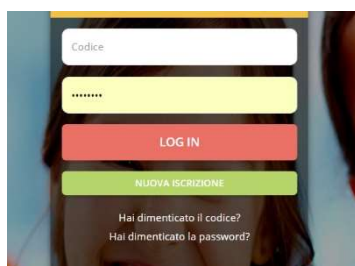 Codice
••••••••
LOG IN
NUOVA ISCRIZIONE
Hai dimenticato il codice?
Hai dimenticato la password?